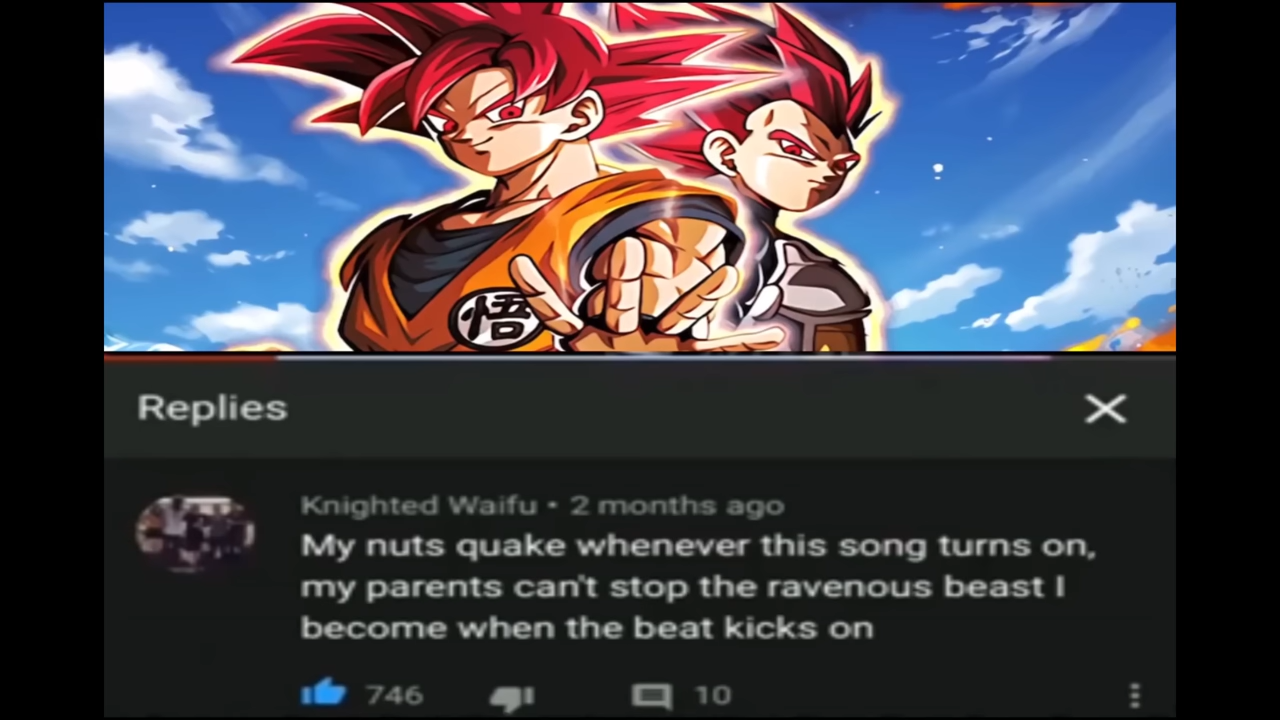 悟
Replies
Knighted Waifu • 2 months ago
My nuts quake whenever this song turns on,
my parents can't stop the ravenous beast I
become when the beat kicks on
746
10